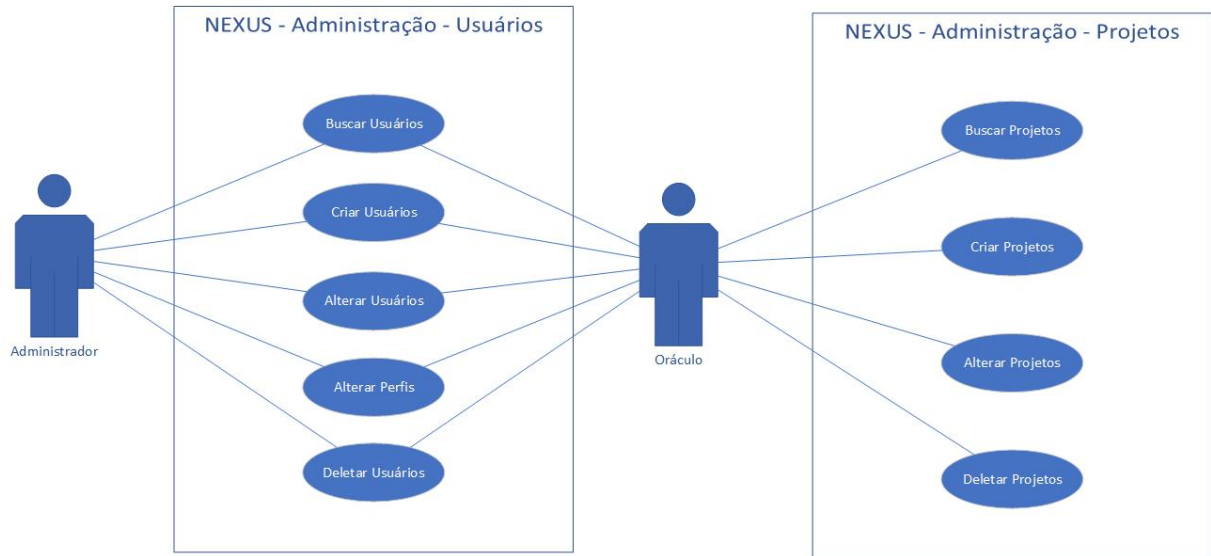 NEXUS - Administração - Usuários
Buscar Usuários
Criar Usuários
Alterar Usuários
Alterar Perfis
Deletar Usuários
Administrador
Oráculo
NEXUS - Administração - Projetos
Buscar Projetos
Criar Projetos
Alterar Projetos
Deletar Projetos